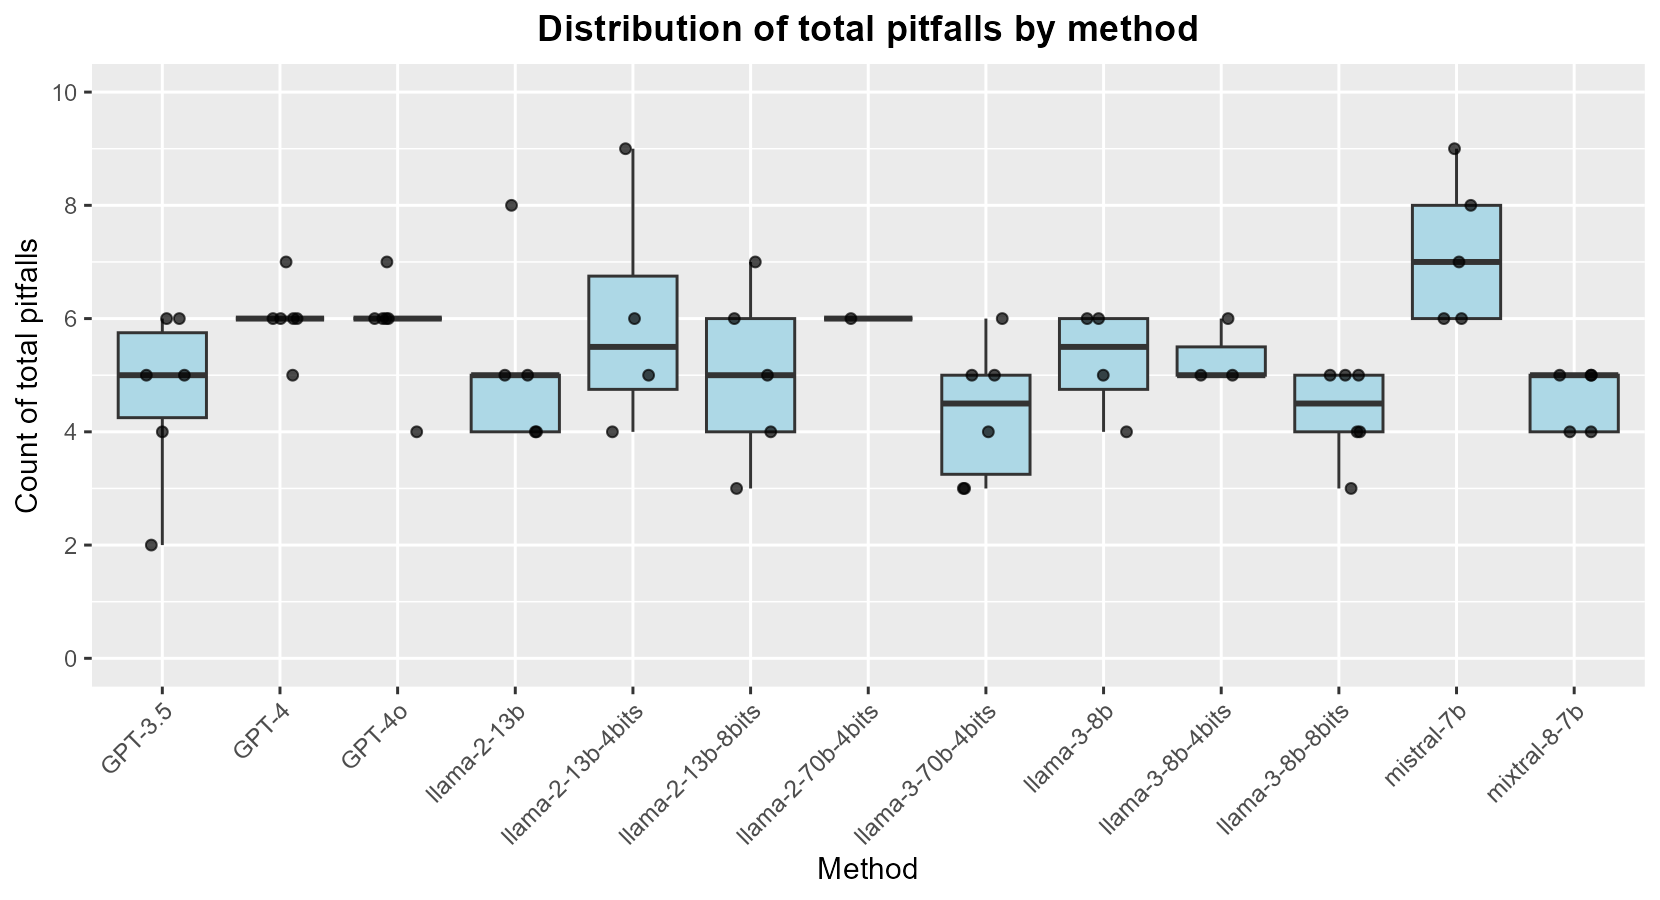 Distribution of total pitfalls by method
Count of total pitfalls
10
8
6
4
2
0
GPT-3.5
GPT-4
GPT-4o
llama-2-13b
llama-2-13b-4bits
llama-2-13b-8bits
llama-2-70b-4bits
llama-3-70b-4bits
llama-3-8b
llama-3-8b-4bits
llama-3-8b-8bits
mistral-7b
mixtral-8-7b
Method